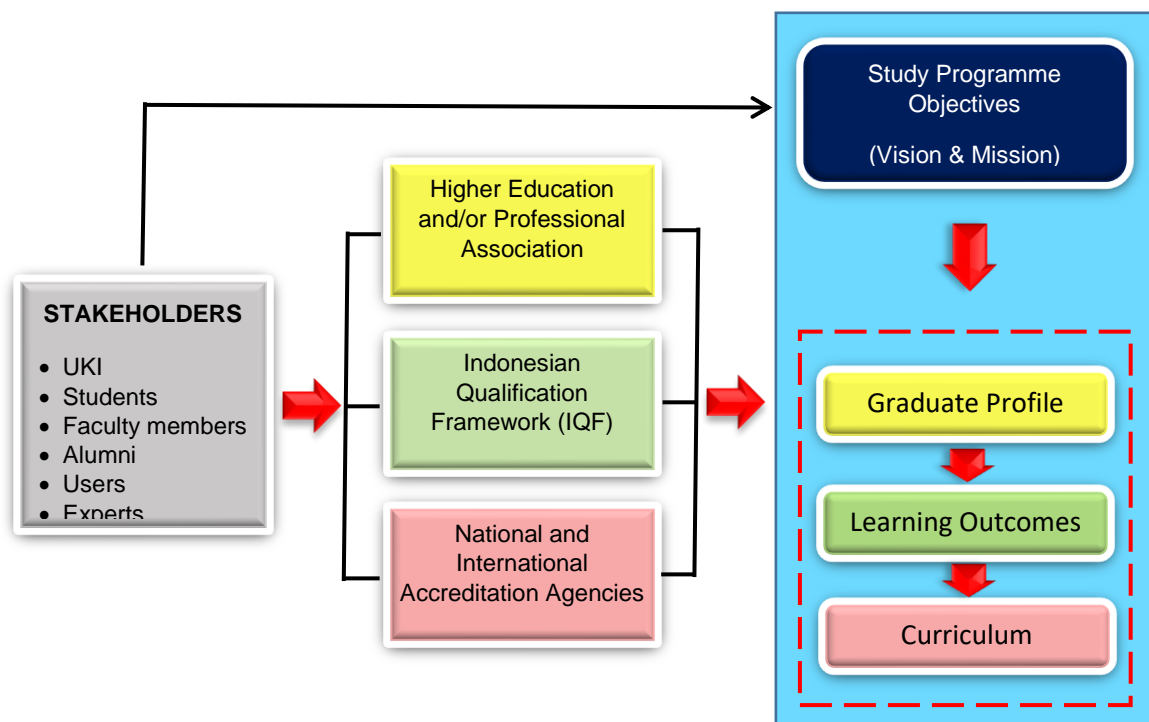 Study Programme
Objectives
(Vision & Mission)
Higher Education
and/or Professional
Association
STAKEHOLDERS
• UKI
• Students
• Faculty members
• Alumni
• Users
• Experts
Indonesian
Qualification
Framework (IQF)
National and
International
Accreditation Agencies
Graduate Profile
Learning Outcomes
Curriculum